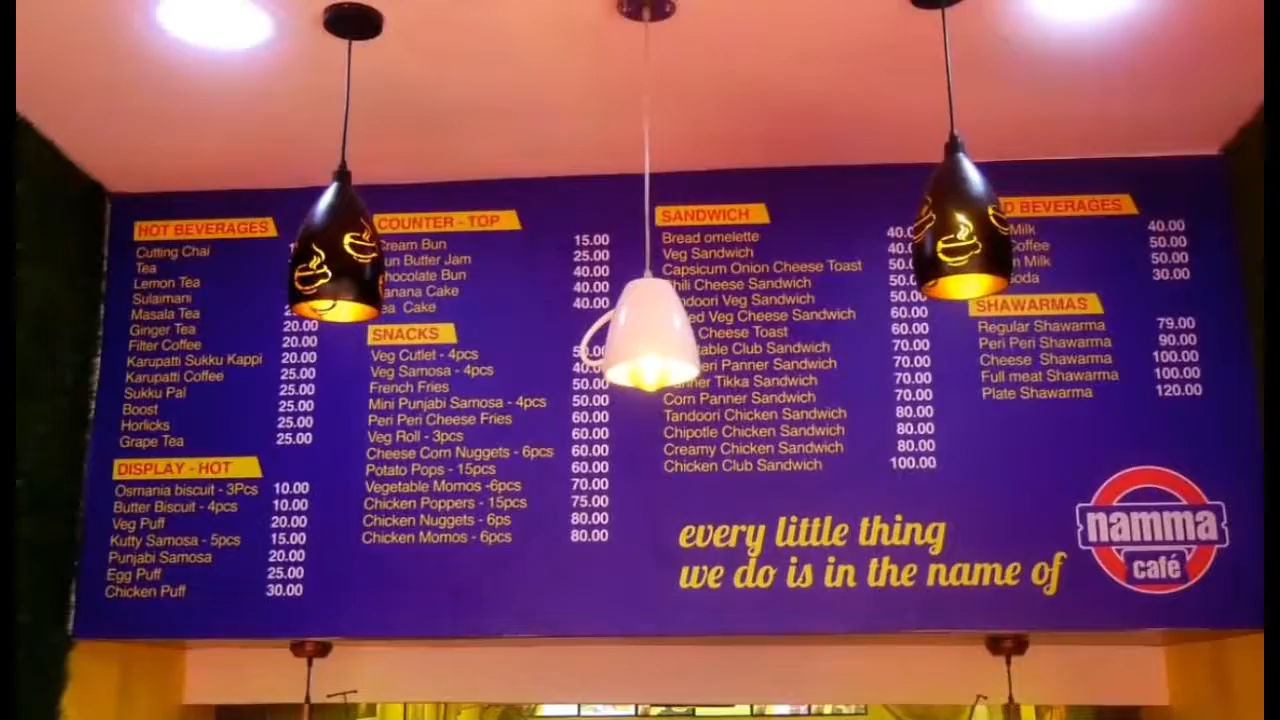 HOT BEVERAGES
Cutting Chai
Tea
Lemon Tea
Sulaimani
Masala Tea
Ginger Tea 20.00
Filter Coffee 20.00
Karupatti Sukku Kappi 20.00
Karupatti Coffee 25.00
Sukku Pal 25.00
Boost 25.00
Horlicks 25.00
Grape Tea 25.00
DISPLAY - HOT
Osmania biscuit - 3Pcs 10.00
Butter Biscuit - 4pcs 10.00
Veg Puff 20.00
Kutty Samosa - 5pcs 15.00
Punjabi Samosa 20.00
Egg Puff 25.00
Chicken Puff 30.00
COUNTER - TOP
Cream Bun 15.00
Butter Jam 25.00
Bun 40.00
Cake 40.00
Cake 40.00
SNACKS
Veg Cutlet - 4pcs
Veg Samosa - 4pcs
French Fries 50.00
Mini Punjabi Samosa - 4pcs 50.00
Peri Peri Cheese Fries 60.00
Veg Roll - 3pcs 60.00
Cheese Corn Nuggets - 6pcs 60.00
Potato Pops - 15pcs 60.00
Vegetable Momos -6pcs 70.00
Chicken Poppers - 15pcs 75.00
Chicken Nuggets - 6ps 80.00
Chicken Momos - 6pcs 80.00
SANDWICH
Bread omelette
Veg Sandwich
Capsicum Onion Cheese Toast
Cheese Sandwich
Veg Sandwich 50.00
Veg Cheese Sandwich 60.00
Cheese Toast 60.00
Club Sandwich 70.00
Panner Sandwich 70.00
Tikka Sandwich 70.00
Corn Panner Sandwich 70.00
Tandoori Chicken Sandwich 80.00
Chipotle Chicken Sandwich 80.00
Creamy Chicken Sandwich 80.00
Chicken Club Sandwich 100.00
BEVERAGES
Milk 40.00
Coffee 50.00
Milk 50.00
30.00
SHAWARMAS
Regular Shawarma 79.00
Peri Peri Shawarma 90.00
Cheese Shawarma 100.00
Full meat Shawarma 100.00
Plate Shawarma 120.00
every little thing
we do is in the name of
namma
café